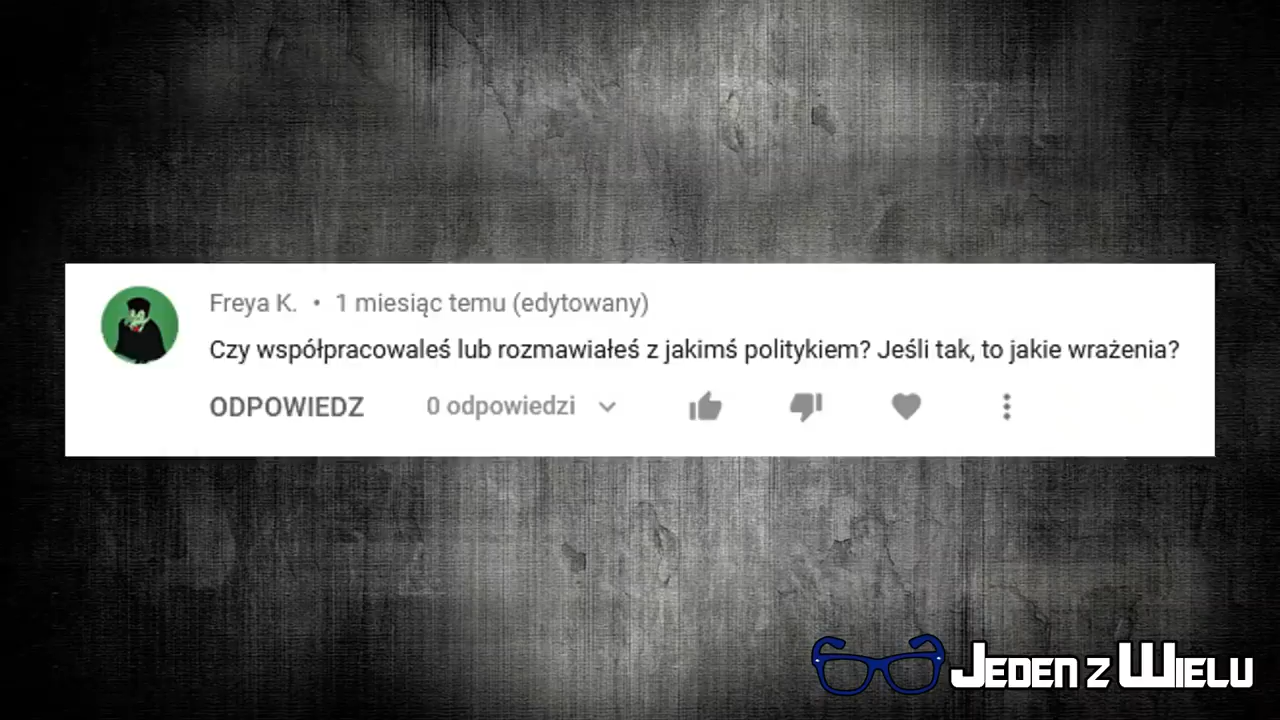 Freya K. • 1 miesiąc temu (edytowany)
Czy współpracowałeś lub rozmawiałeś z jakimś politykiem? Jeśli tak, to jakie wrażenia?
ODPOWIEDZ 0 odpowiedzi
JEDEN Z WIELU